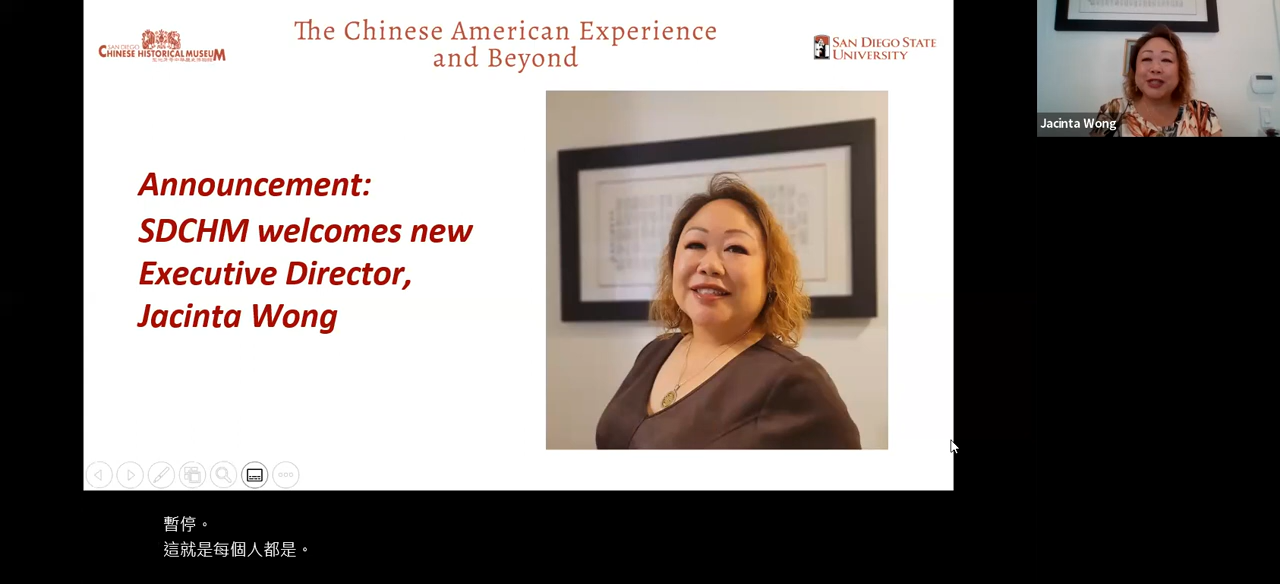 The Chinese American Experience
and Beyond
SAN DIEGO
CHINESE HISTORICAL MUSEUM
SAN DIEGO STATE
UNIVERSITY
Announcement:
SDCHM welcomes new
Executive Director,
Jacinta Wong
Jacinta Wong
暫停。
這就是每個人都是。